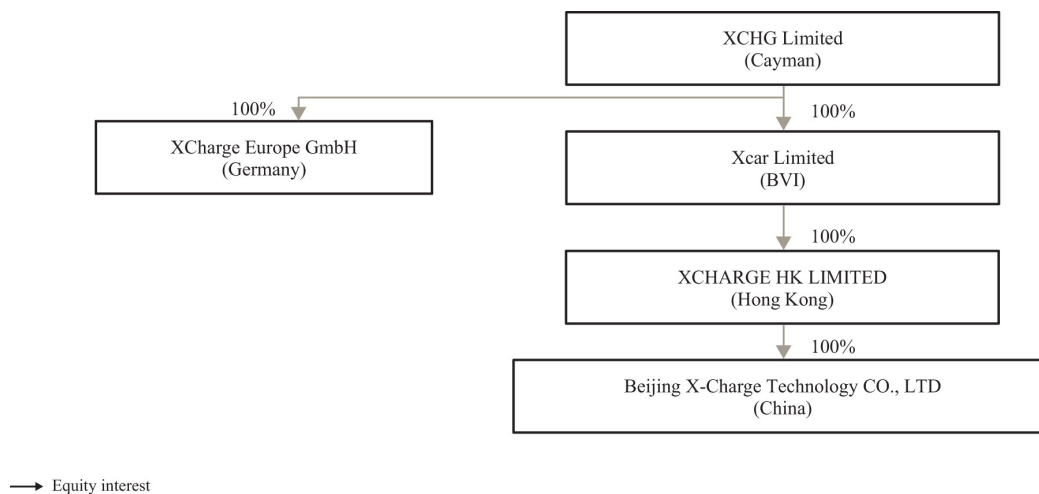 XCHG Limited
(Cayman)
100%
100%
XCharge Europe GmbH
(Germany)
Xcar Limited
(BVI)
100%
XCHARGE HK LIMITED
(Hong Kong)
100%
Beijing X-Charge Technology CO., LTD
(China)
Equity interest